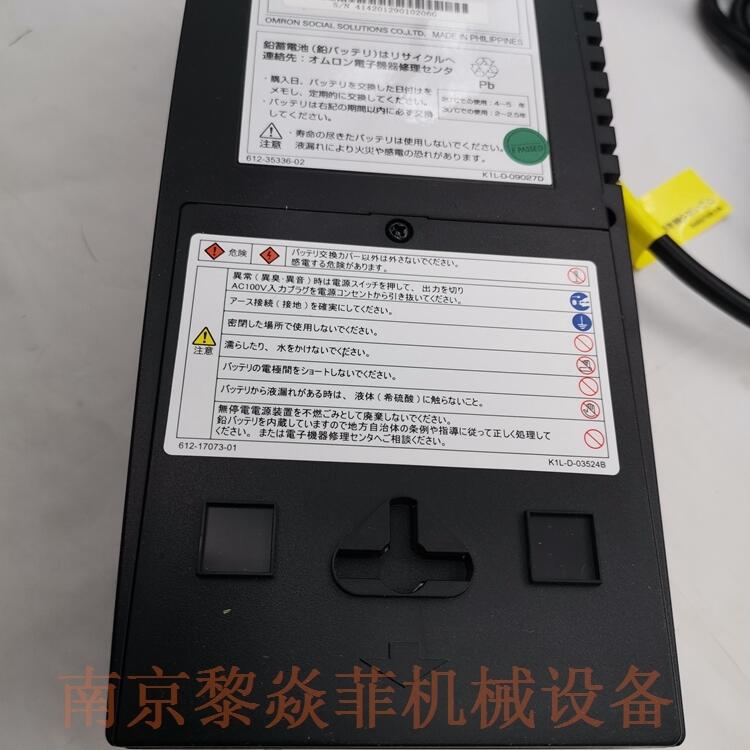 S/N 41420129010206G
OMRON SOCIAL SOLUTIONS CO.,LTD. MADE IN PHILIPPINES
鉛蓄電池（鉛バッテリ）はリサイクルへ
連絡先：オムロン電子機器修理センタ
Pb
・購入日、バッテリを交換した日付けを
メモし、定期的に交換してください。
・バッテリは右記の期間以内に必ず交換
してください。
20℃での使用：4～5 年
30℃での使用：2～2.5年
注意
・寿命の尽きたバッテリは使用しないでください。
液漏れにより火災や感電の恐れがあります。
PASSED
612-35336-02
K1L-D-09027D
危険
バッテリ交換カバー以外は外さないでください。
感電する危険があります。
注意
異常（異臭・異音）時は電源スイッチを押して、出力を切り
AC100V入力プラグを電源コンセントから引き抜いてください。
アース接続（接地）を確実にしてください。
密閉した場所で使用しないでください。
濡らしたり、水をかけないでください。
バッテリの電極間をショートしないでください。
バッテリから液漏れがある時は、液体（希硫酸）に触らないこと。
無停電電源装置を不燃ごみとして廃棄しないでください。
鉛バッテリを内蔵していますので地方自治体の条例や指導に従って正しく処理して
ください。または電子機器修理センタへご相談ください。
612-17073-01
K1L-D-03524B
南京黎焱菲机械设备